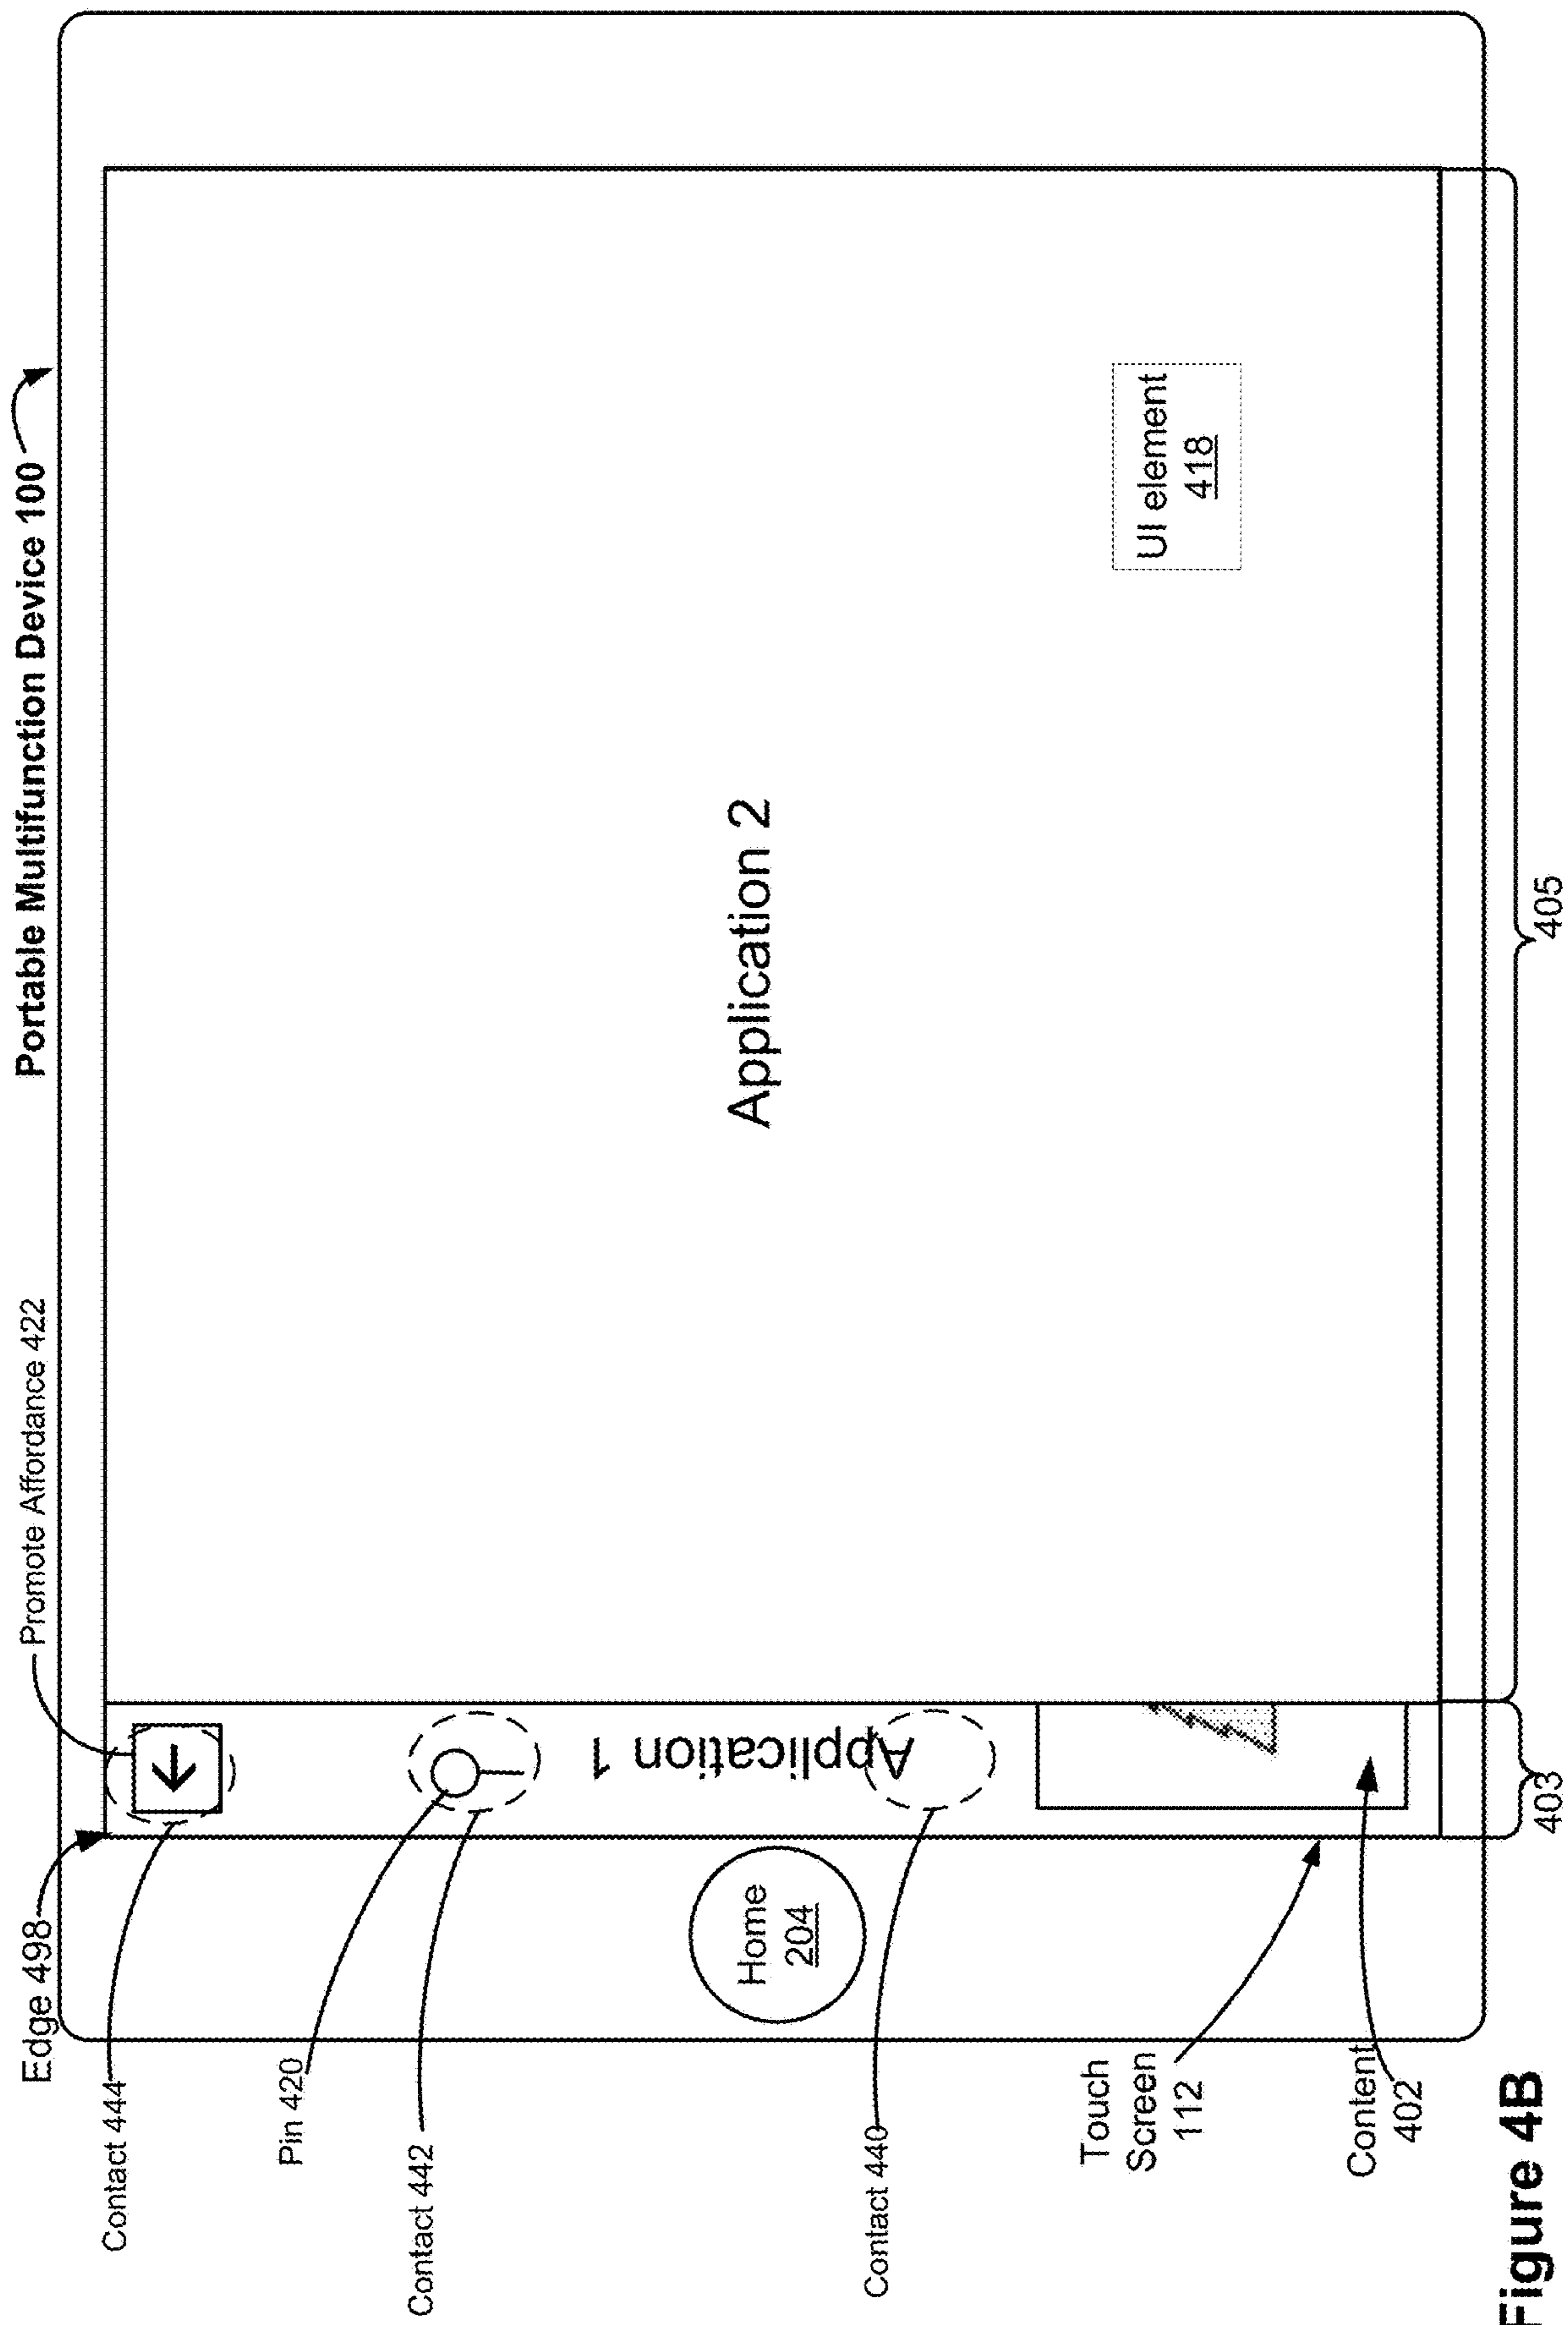 Edge 498
Promote Affordance 422
Portable Multifunction Device 100
Contact 444
Pin 420
Contact 442
Application 1
Application 2
Home
204
Contact 440
Touch
Screen
112
UI element
418
Content
402
403
405
Figure 4B